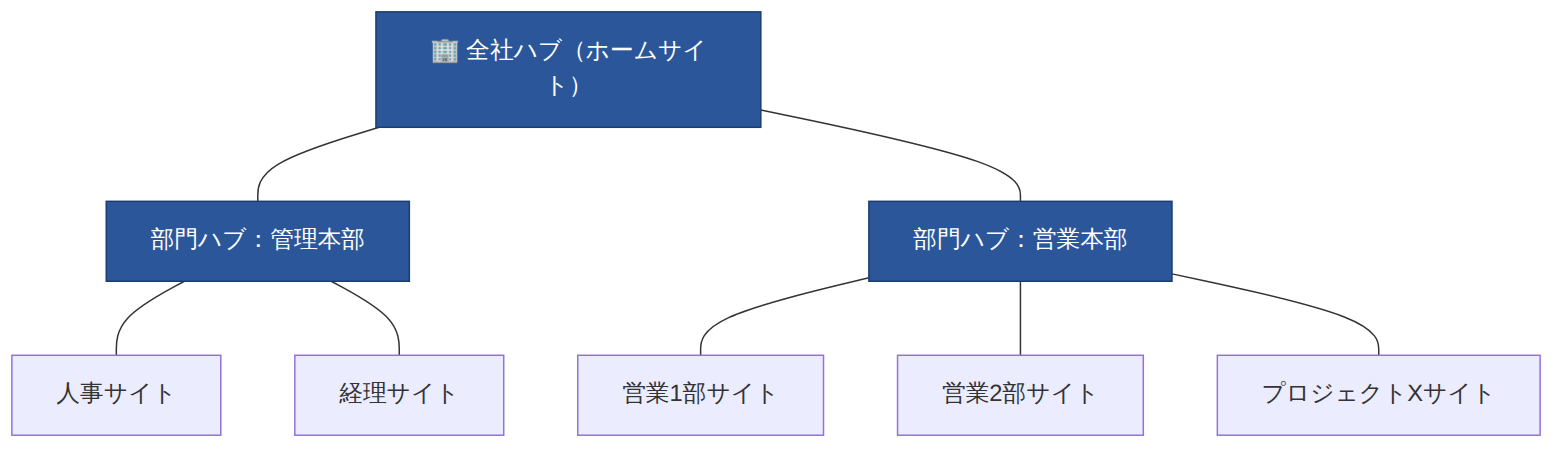 🏢 全社ハブ（ホームサイ
ト）
部門ハブ：管理本部
部門ハブ：営業本部
人事サイト
経理サイト
営業1部サイト
営業2部サイト
プロジェクトXサイト